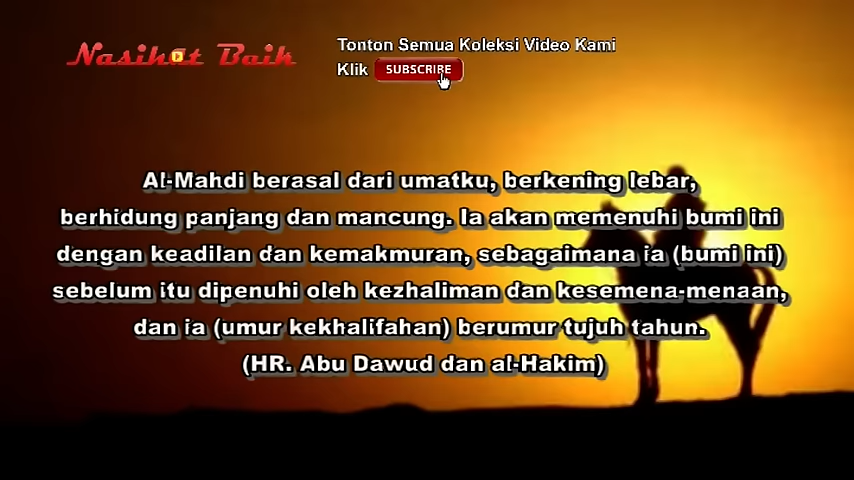 Nasihat Baik
Tonton Semua Koleksi Video Kami
Klik SUBSCRIBE
Al-Mahdi berasal dari umatku, berkening lebar,
berhidung panjang dan mancung. Ia akan memenuhi bumi ini
dengan keadilan dan kemakmuran, sebagaimana ia (bumi ini)
sebelum itu dipenuhi oleh kezhaliman dan kesemena-menaan,
dan ia (umur kekhalifahan) berumur tujuh tahun.
(HR. Abu Dawud dan al-Hakim)